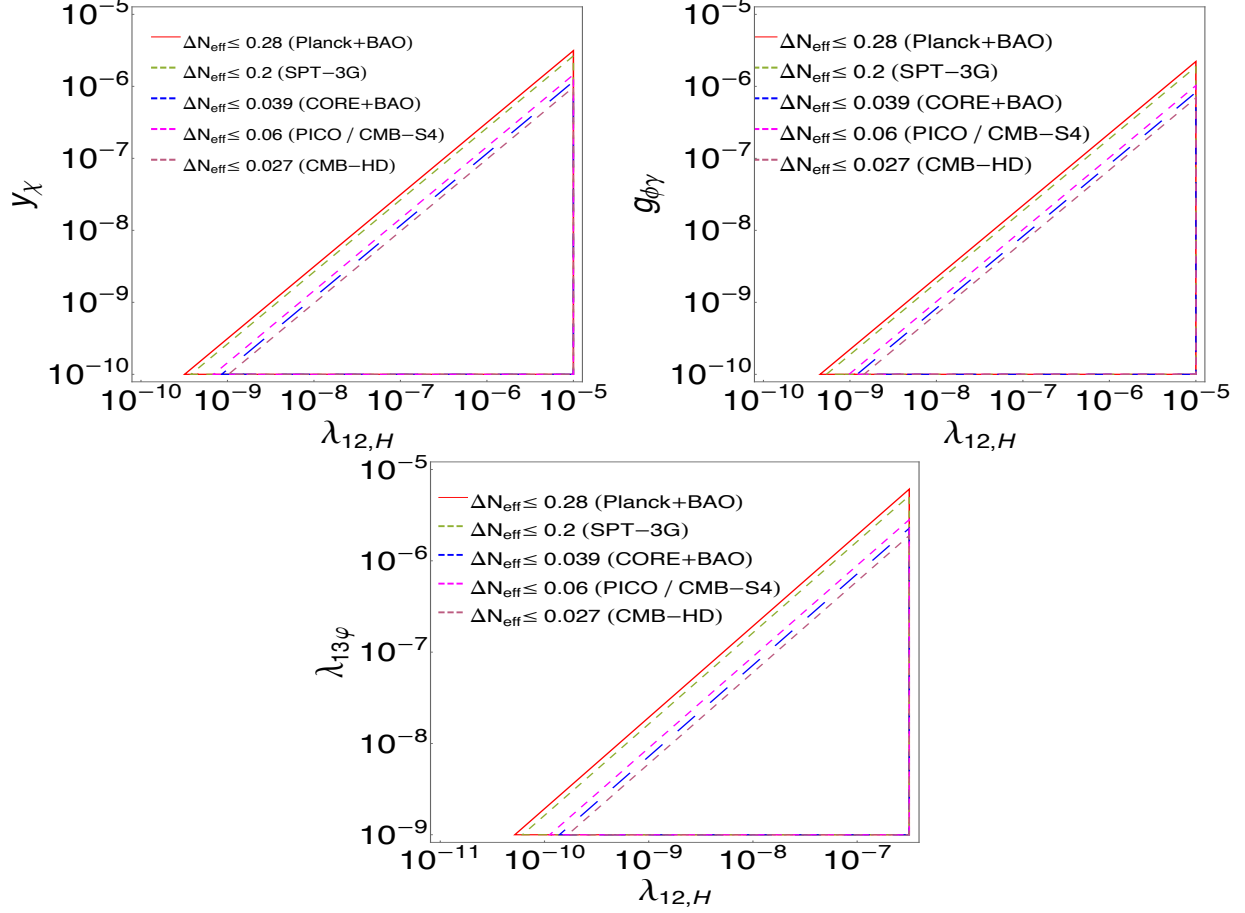 10⁻⁵
ΔN_eff ≤ 0.28 (Planck+BAO)
ΔN_eff ≤ 0.2 (SPT−3G)
ΔN_eff ≤ 0.039 (CORE+BAO)
ΔN_eff ≤ 0.06 (PICO / CMB−S4)
ΔN_eff ≤ 0.027 (CMB−HD)
10⁻⁶
10⁻⁷
10⁻⁸
10⁻⁹
10⁻¹⁰
y_χ
10⁻¹⁰ 10⁻⁹ 10⁻⁸ 10⁻⁷ 10⁻⁶ 10⁻⁵
λ_12,H
10⁻⁵
ΔN_eff ≤ 0.28 (Planck+BAO)
ΔN_eff ≤ 0.2 (SPT−3G)
ΔN_eff ≤ 0.039 (CORE+BAO)
ΔN_eff ≤ 0.06 (PICO / CMB−S4)
ΔN_eff ≤ 0.027 (CMB−HD)
10⁻⁶
10⁻⁷
10⁻⁸
10⁻⁹
10⁻¹⁰
g_ϕγ
10⁻¹⁰ 10⁻⁹ 10⁻⁸ 10⁻⁷ 10⁻⁶ 10⁻⁵
λ_12,H
10⁻⁵
ΔN_eff ≤ 0.28 (Planck+BAO)
ΔN_eff ≤ 0.2 (SPT−3G)
ΔN_eff ≤ 0.039 (CORE+BAO)
ΔN_eff ≤ 0.06 (PICO / CMB−S4)
ΔN_eff ≤ 0.027 (CMB−HD)
10⁻⁶
10⁻⁷
10⁻⁸
10⁻⁹
λ_13φ
10⁻¹¹ 10⁻¹⁰ 10⁻⁹ 10⁻⁸ 10⁻⁷
λ_12,H